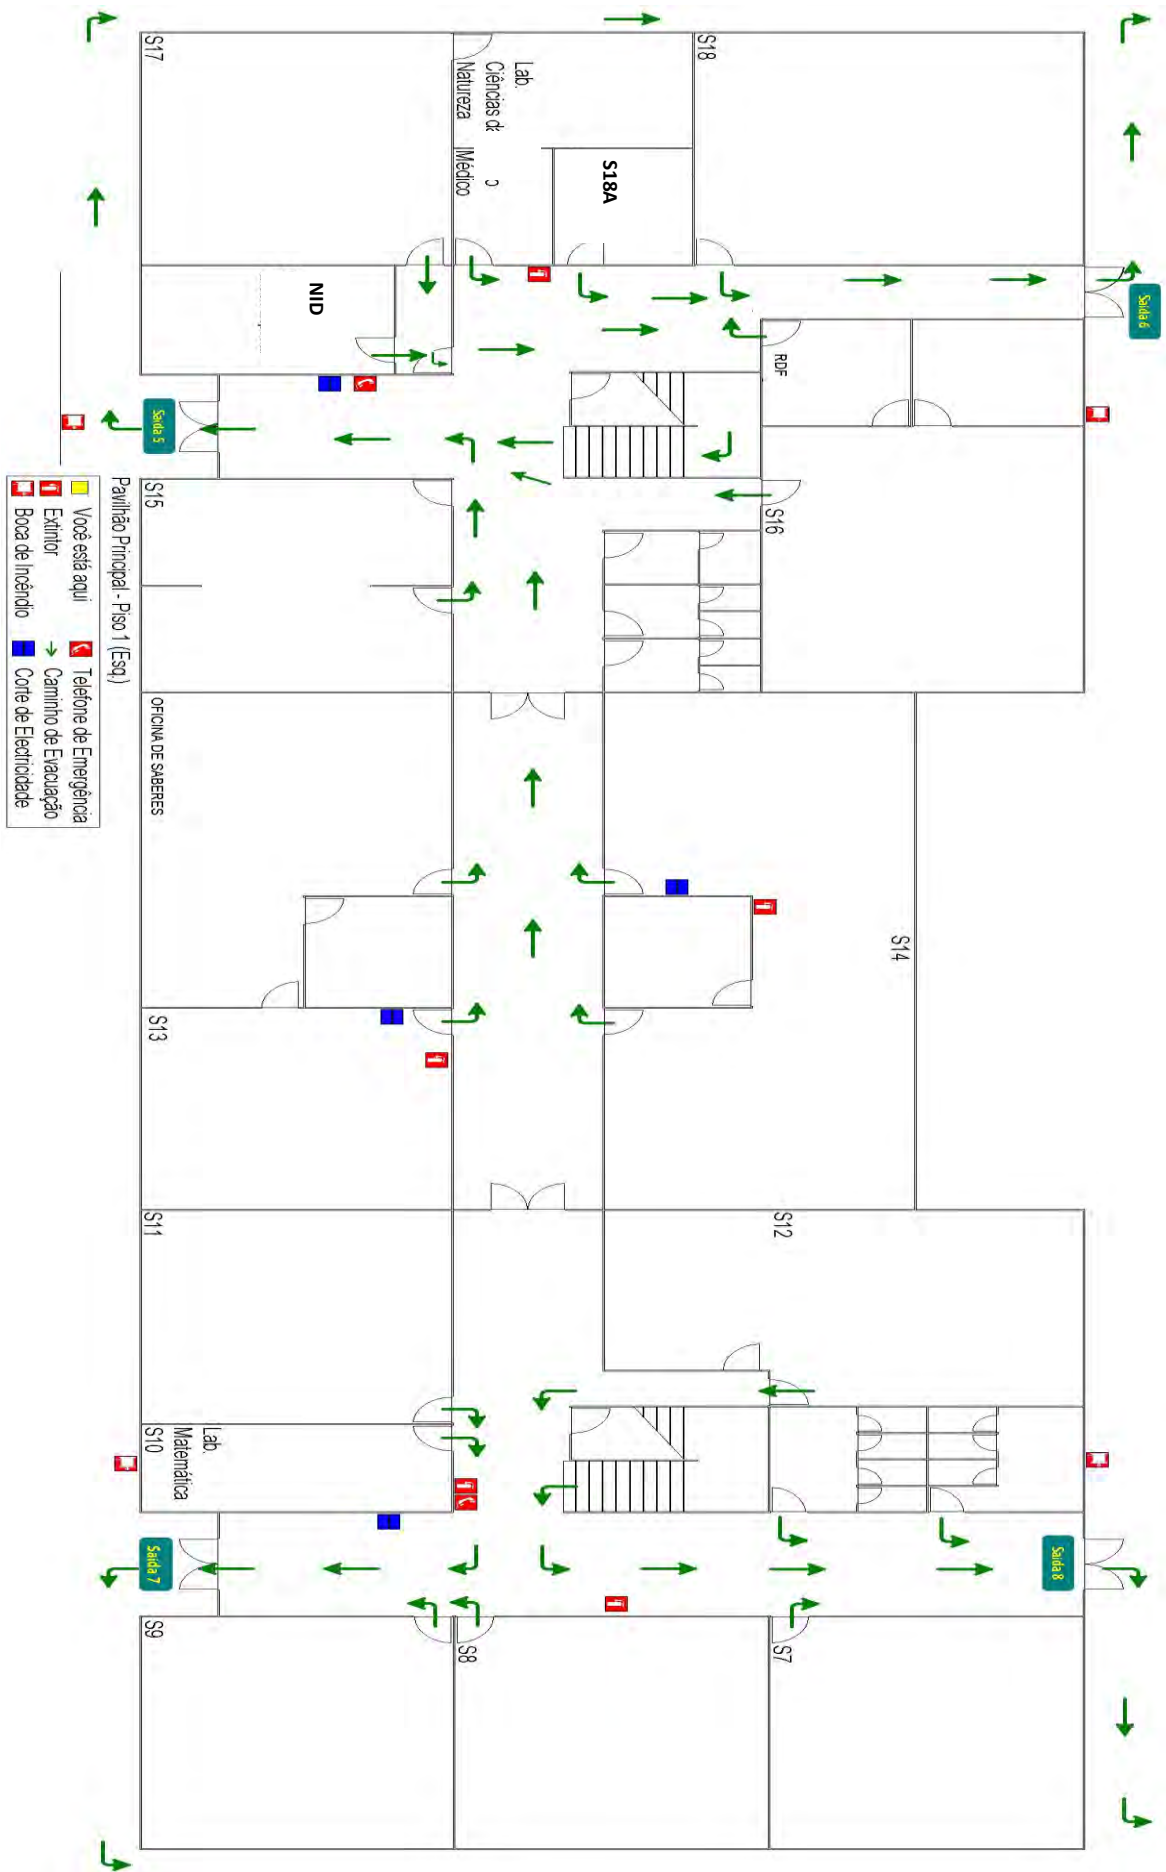 S17
Lab.
Ciências da
Natureza
Médico
S18A
S18
NID
RDF
Saída 6
Saída 5
S15
S16
OFICINA DE SABERES
S14
S13
S11
S12
Lab.
Matemática
S10
Saída 7
Saída 8
S9
S8
S7
Pavilhão Principal - Piso 1 (Esq.)
Você está aqui
Telefone de Emergência
Extintor
Caminho de Evacuação
Boca de Incêndio
Corte de Electricidade